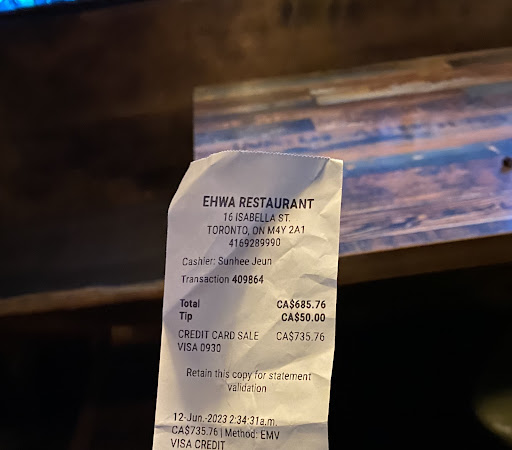 EHWA RESTAURANT
16 ISABELLA ST.
TORONTO, ON M4Y 2A1
4169289990
Cashier: Sunhee Jeun
Transaction 409864
Total CA$685.76
Tip CA$50.00
CREDIT CARD SALE CA$735.76
VISA 0930
Retain this copy for statement
validation
12-Jun.-2023 2:34:31a.m.
CA$735.76 | Method: EMV
VISA CREDIT